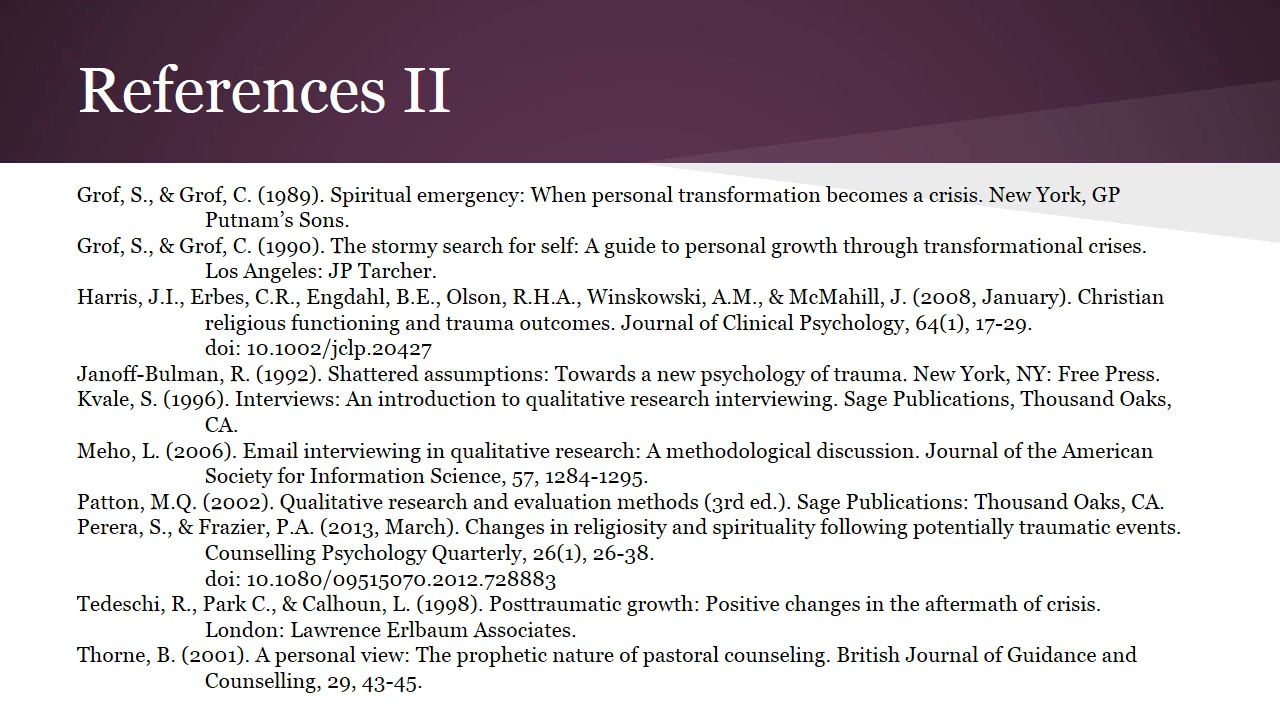 References II
Grof, S., & Grof, C. (1989). Spiritual emergency: When personal transformation becomes a crisis. New York, GP
Putnam’s Sons.
Grof, S., & Grof, C. (1990). The stormy search for self: A guide to personal growth through transformational crises.
Los Angeles: JP Tarcher.
Harris, J.I., Erbes, C.R., Engdahl, B.E., Olson, R.H.A., Winskowski, A.M., & McMahill, J. (2008, January). Christian
religious functioning and trauma outcomes. Journal of Clinical Psychology, 64(1), 17-29.
doi: 10.1002/jclp.20427
Janoff-Bulman, R. (1992). Shattered assumptions: Towards a new psychology of trauma. New York, NY: Free Press.
Kvale, S. (1996). Interviews: An introduction to qualitative research interviewing. Sage Publications, Thousand Oaks,
CA.
Meho, L. (2006). Email interviewing in qualitative research: A methodological discussion. Journal of the American
Society for Information Science, 57, 1284-1295.
Patton, M.Q. (2002). Qualitative research and evaluation methods (3rd ed.). Sage Publications: Thousand Oaks, CA.
Perera, S., & Frazier, P.A. (2013, March). Changes in religiosity and spirituality following potentially traumatic events.
Counselling Psychology Quarterly, 26(1), 26-38.
doi: 10.1080/09515070.2012.728883
Tedeschi, R., Park C., & Calhoun, L. (1998). Posttraumatic growth: Positive changes in the aftermath of crisis.
London: Lawrence Erlbaum Associates.
Thorne, B. (2001). A personal view: The prophetic nature of pastoral counseling. British Journal of Guidance and
Counselling, 29, 43-45.